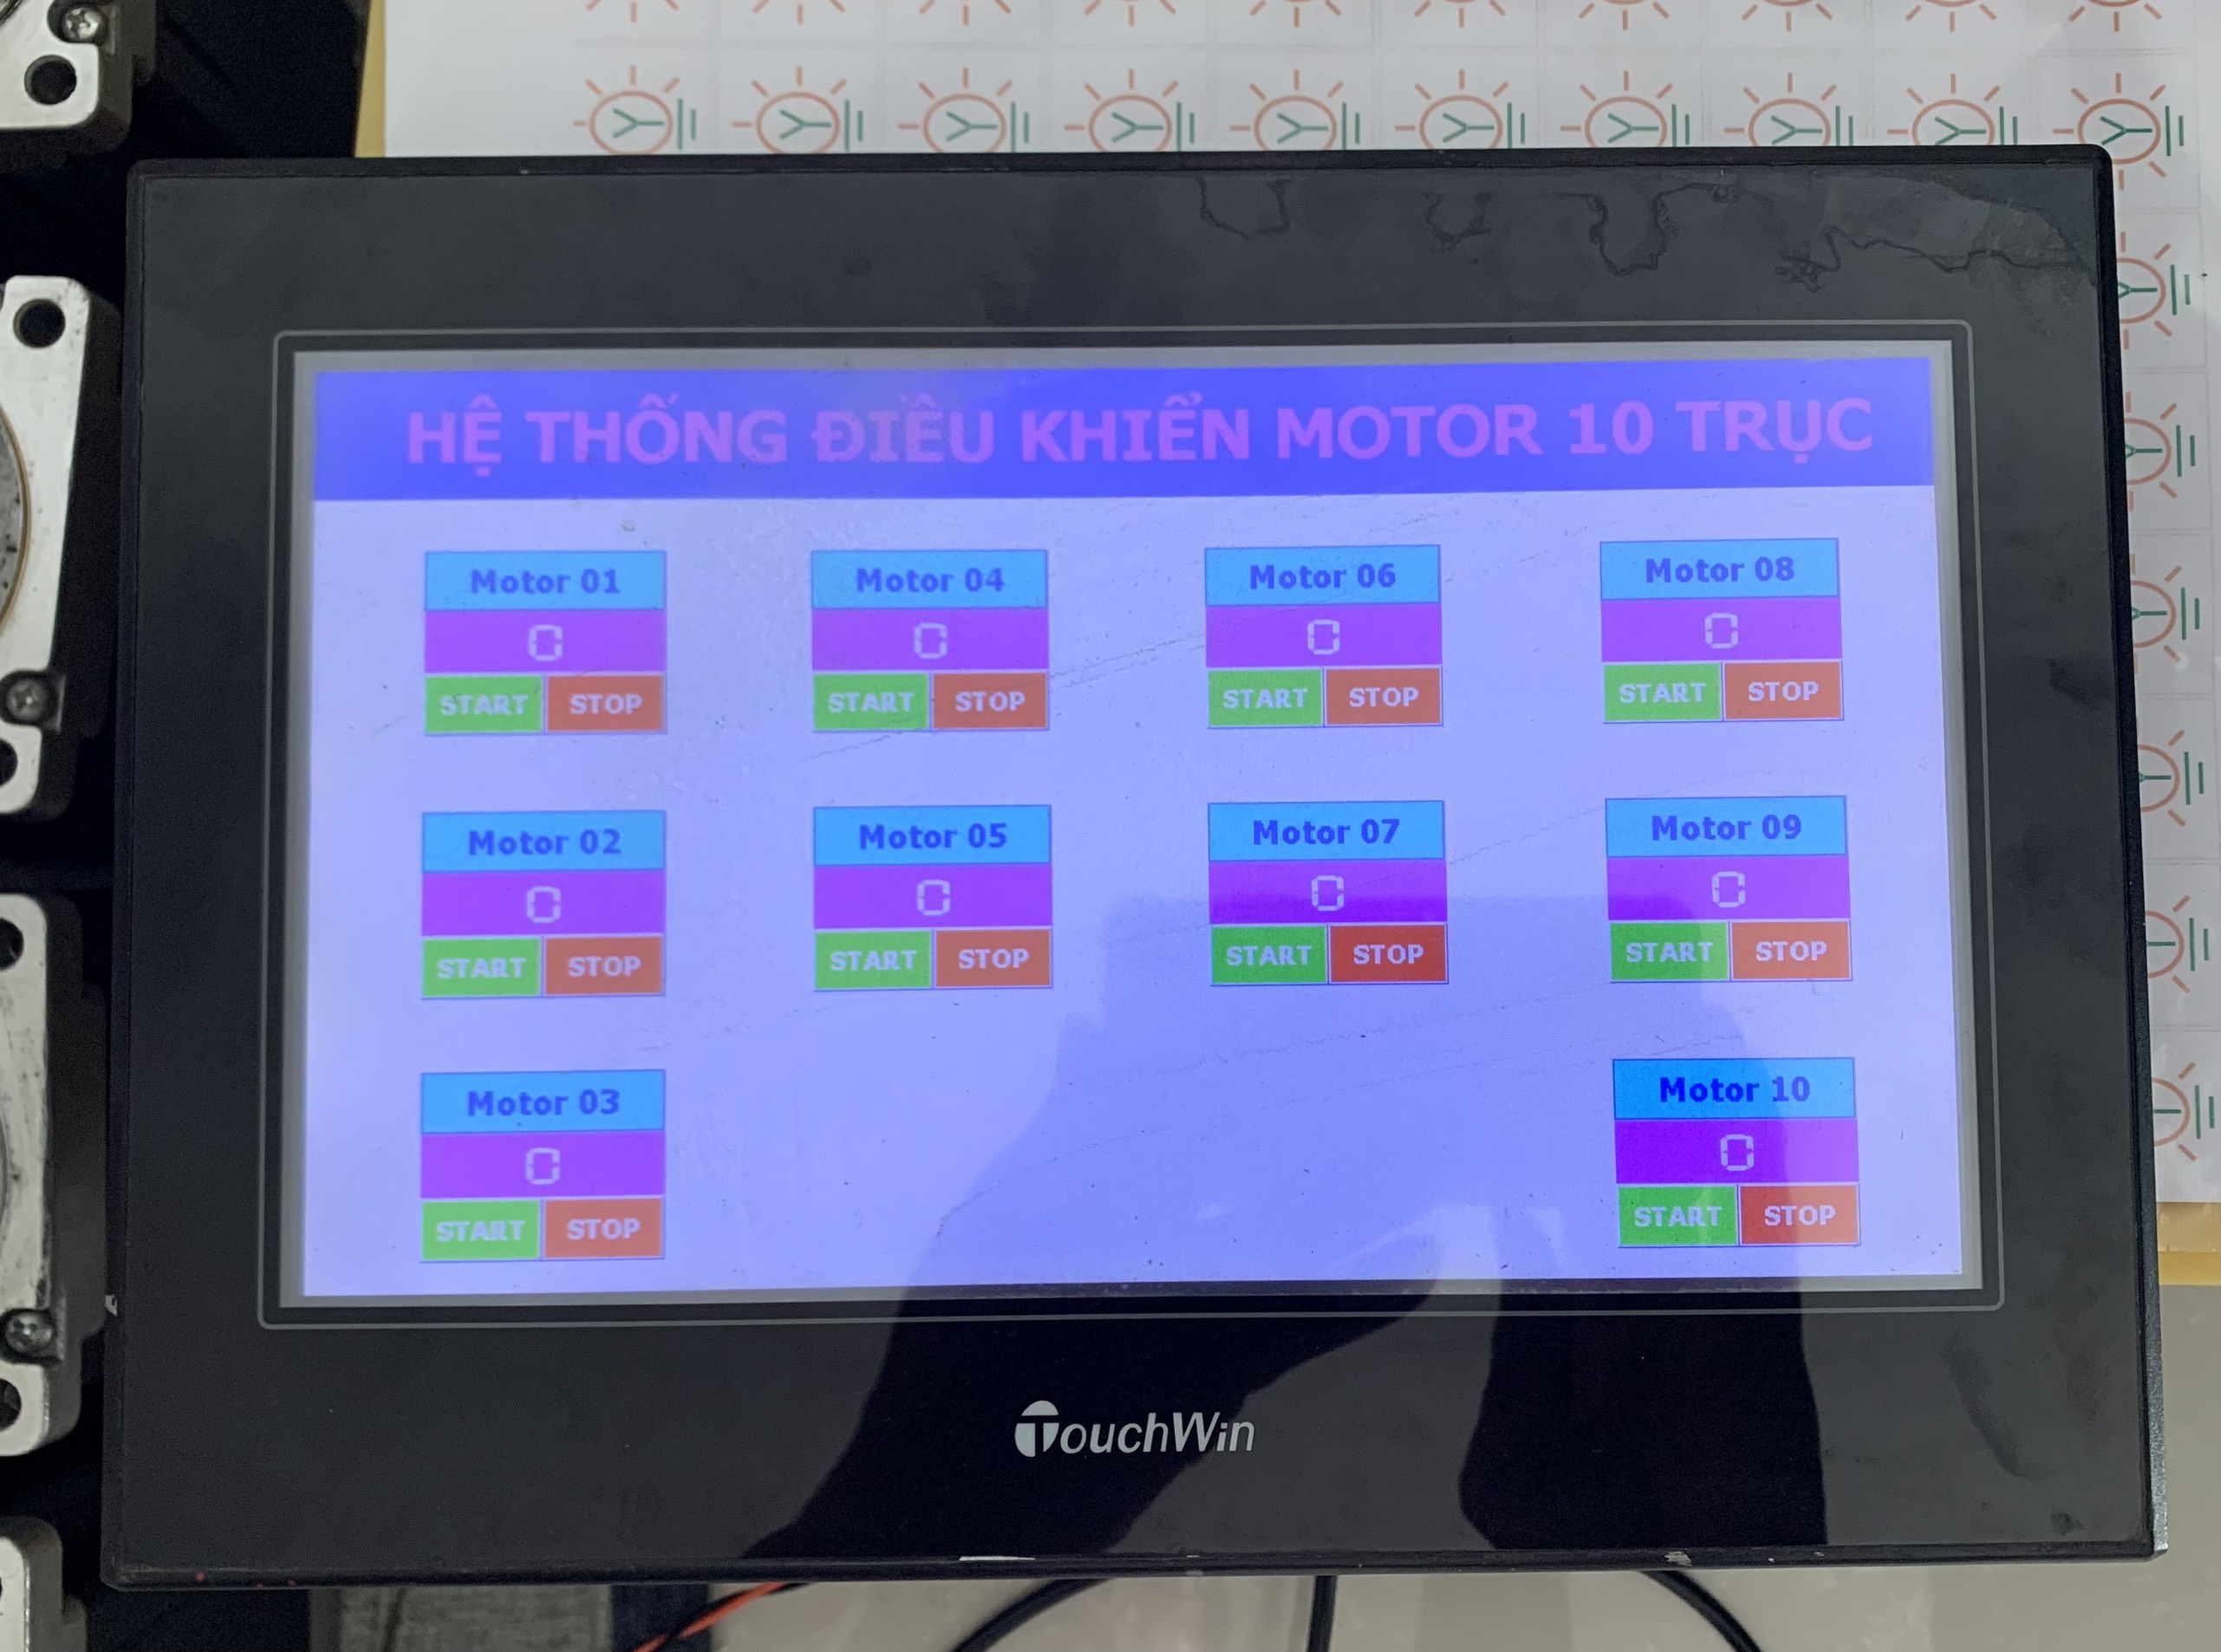 HỆ THỐNG ĐIỀU KHIỂN MOTOR 10 TRỤC
Motor 01
0
START STOP
Motor 04
0
START STOP
Motor 06
0
START STOP
Motor 08
0
START STOP
Motor 02
0
START STOP
Motor 05
0
START STOP
Motor 07
0
START STOP
Motor 09
0
START STOP
Motor 03
0
START STOP
Motor 10
0
START STOP
TouchWin